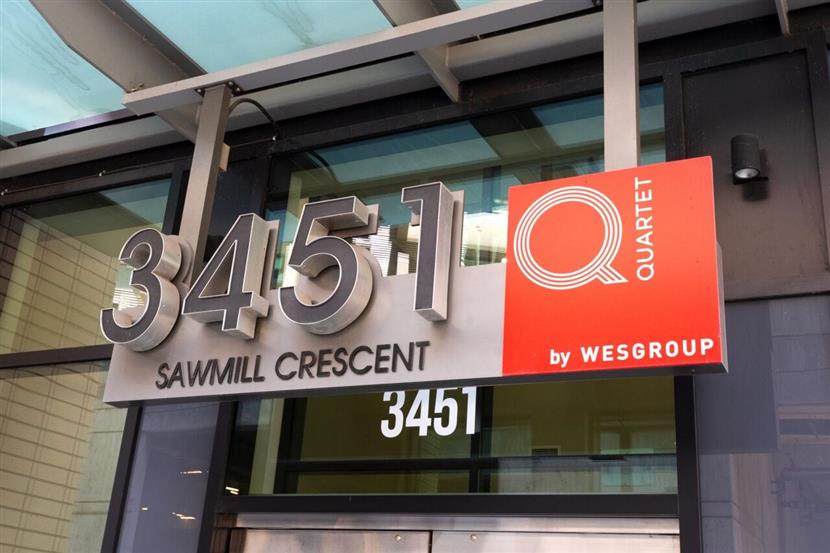 3451
SAWMILL CRESCENT
Q
QUARTET
by WESGROUP
3451